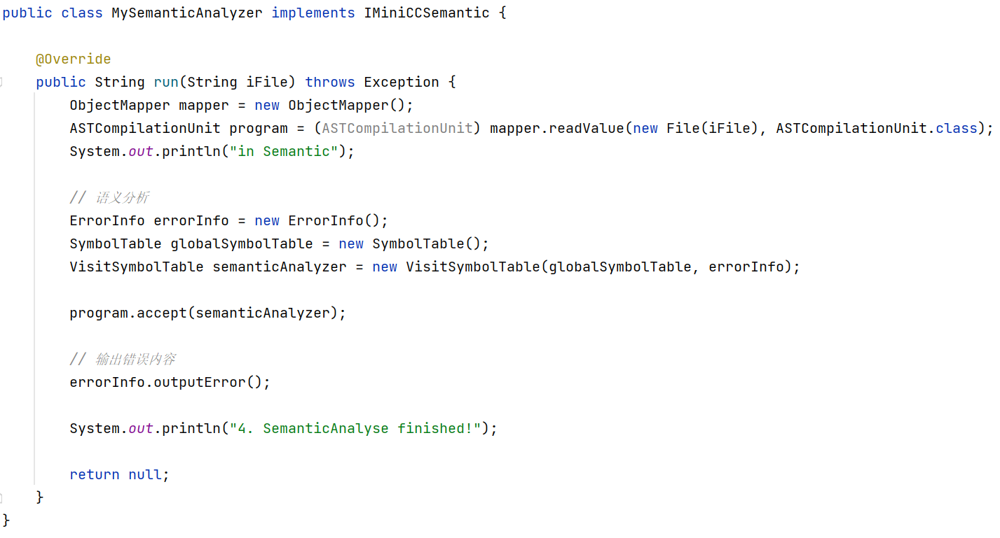 public class MySemanticAnalyzer implements IMiniCCSemantic {
@Override
public String run(String iFile) throws Exception {
ObjectMapper mapper = new ObjectMapper();
ASTCompilationUnit program = (ASTCompilationUnit) mapper.readValue(new File(iFile), ASTCompilationUnit.class);
System.out.println("in Semantic");
// 语义分析
ErrorInfo errorInfo = new ErrorInfo();
SymbolTable globalSymbolTable = new SymbolTable();
VisitSymbolTable semanticAnalyzer = new VisitSymbolTable(globalSymbolTable, errorInfo);
program.accept(semanticAnalyzer);
// 输出错误内容
errorInfo.outputError();
System.out.println("4. SemanticAnalyse finished!");
return null;
}
}